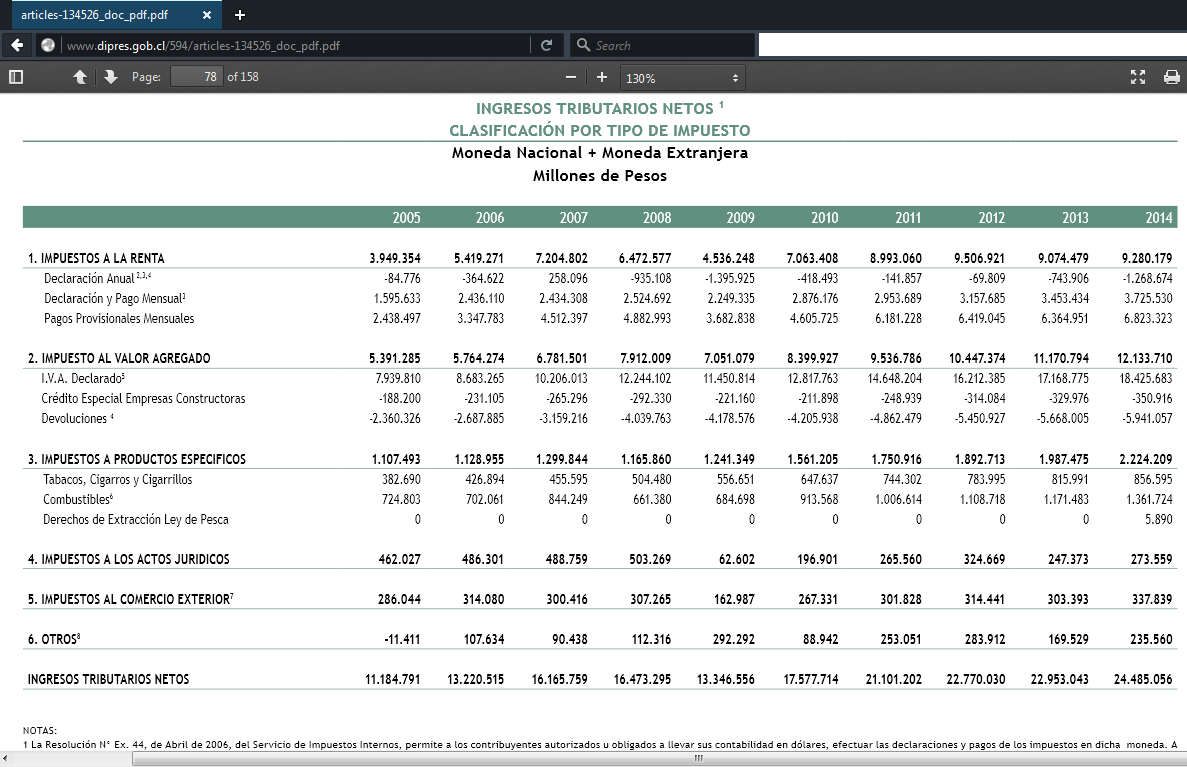 articles-134526_doc_pdf.pdf × +
www.dipres.gob.cl/594/articles-134526_doc_pdf.pdf Search
Page: 78 of 158 − + 130%
INGRESOS TRIBUTARIOS NETOS ¹
CLASIFICACIÓN POR TIPO DE IMPUESTO
Moneda Nacional + Moneda Extranjera
Millones de Pesos
2005 2006 2007 2008 2009 2010 2011 2012 2013 2014
1. IMPUESTOS A LA RENTA 3.949.354 5.419.271 7.204.802 6.472.577 4.536.248 7.063.408 8.993.060 9.506.921 9.074.479 9.280.179
Declaración Anual ²,³,⁴ -84.776 -364.622 258.096 -935.108 -1.395.925 -418.493 -141.857 -69.809 -743.906 -1.268.674
Declaración y Pago Mensual³ 1.595.633 2.436.110 2.434.308 2.524.692 2.249.335 2.876.176 2.953.689 3.157.685 3.453.434 3.725.530
Pagos Provisionales Mensuales 2.438.497 3.347.783 4.512.397 4.882.993 3.682.838 4.605.725 6.181.228 6.419.045 6.364.951 6.823.323
2. IMPUESTO AL VALOR AGREGADO 5.391.285 5.764.274 6.781.501 7.912.009 7.051.079 8.399.927 9.536.786 10.447.374 11.170.794 12.133.710
I.V.A. Declarado⁵ 7.939.810 8.683.265 10.206.013 12.244.102 11.450.814 12.817.763 14.648.204 16.212.385 17.168.775 18.425.683
Crédito Especial Empresas Constructoras -188.200 -231.105 -265.296 -292.330 -221.160 -211.898 -248.939 -314.084 -329.976 -350.916
Devoluciones ⁴ -2.360.326 -2.687.885 -3.159.216 -4.039.763 -4.178.576 -4.205.938 -4.862.479 -5.450.927 -5.668.005 -5.941.057
3. IMPUESTOS A PRODUCTOS ESPECIFICOS 1.107.493 1.128.955 1.299.844 1.165.860 1.241.349 1.561.205 1.750.916 1.892.713 1.987.475 2.224.209
Tabacos, Cigarros y Cigarrillos 382.690 426.894 455.595 504.480 556.651 647.637 744.302 783.995 815.991 856.595
Combustibles⁶ 724.803 702.061 844.249 661.380 684.698 913.568 1.006.614 1.108.718 1.171.483 1.361.724
Derechos de Extracción Ley de Pesca 0 0 0 0 0 0 0 0 0 5.890
4. IMPUESTOS A LOS ACTOS JURIDICOS 462.027 486.301 488.759 503.269 62.602 196.901 265.560 324.669 247.373 273.559
5. IMPUESTOS AL COMERCIO EXTERIOR⁷ 286.044 314.080 300.416 307.265 162.987 267.331 301.828 314.441 303.393 337.839
6. OTROS⁸ -11.411 107.634 90.438 112.316 292.292 88.942 253.051 283.912 169.529 235.560
INGRESOS TRIBUTARIOS NETOS 11.184.791 13.220.515 16.165.759 16.473.295 13.346.556 17.577.714 21.101.202 22.770.030 22.953.043 24.485.056
NOTAS:
1 La Resolución N° Ex. 44, de Abril de 2006, del Servicio de Impuestos Internos, permite a los contribuyentes autorizados u obligados a llevar sus contabilidad en dólares, efectuar las declaraciones y pagos de los impuestos en dicha moneda. A